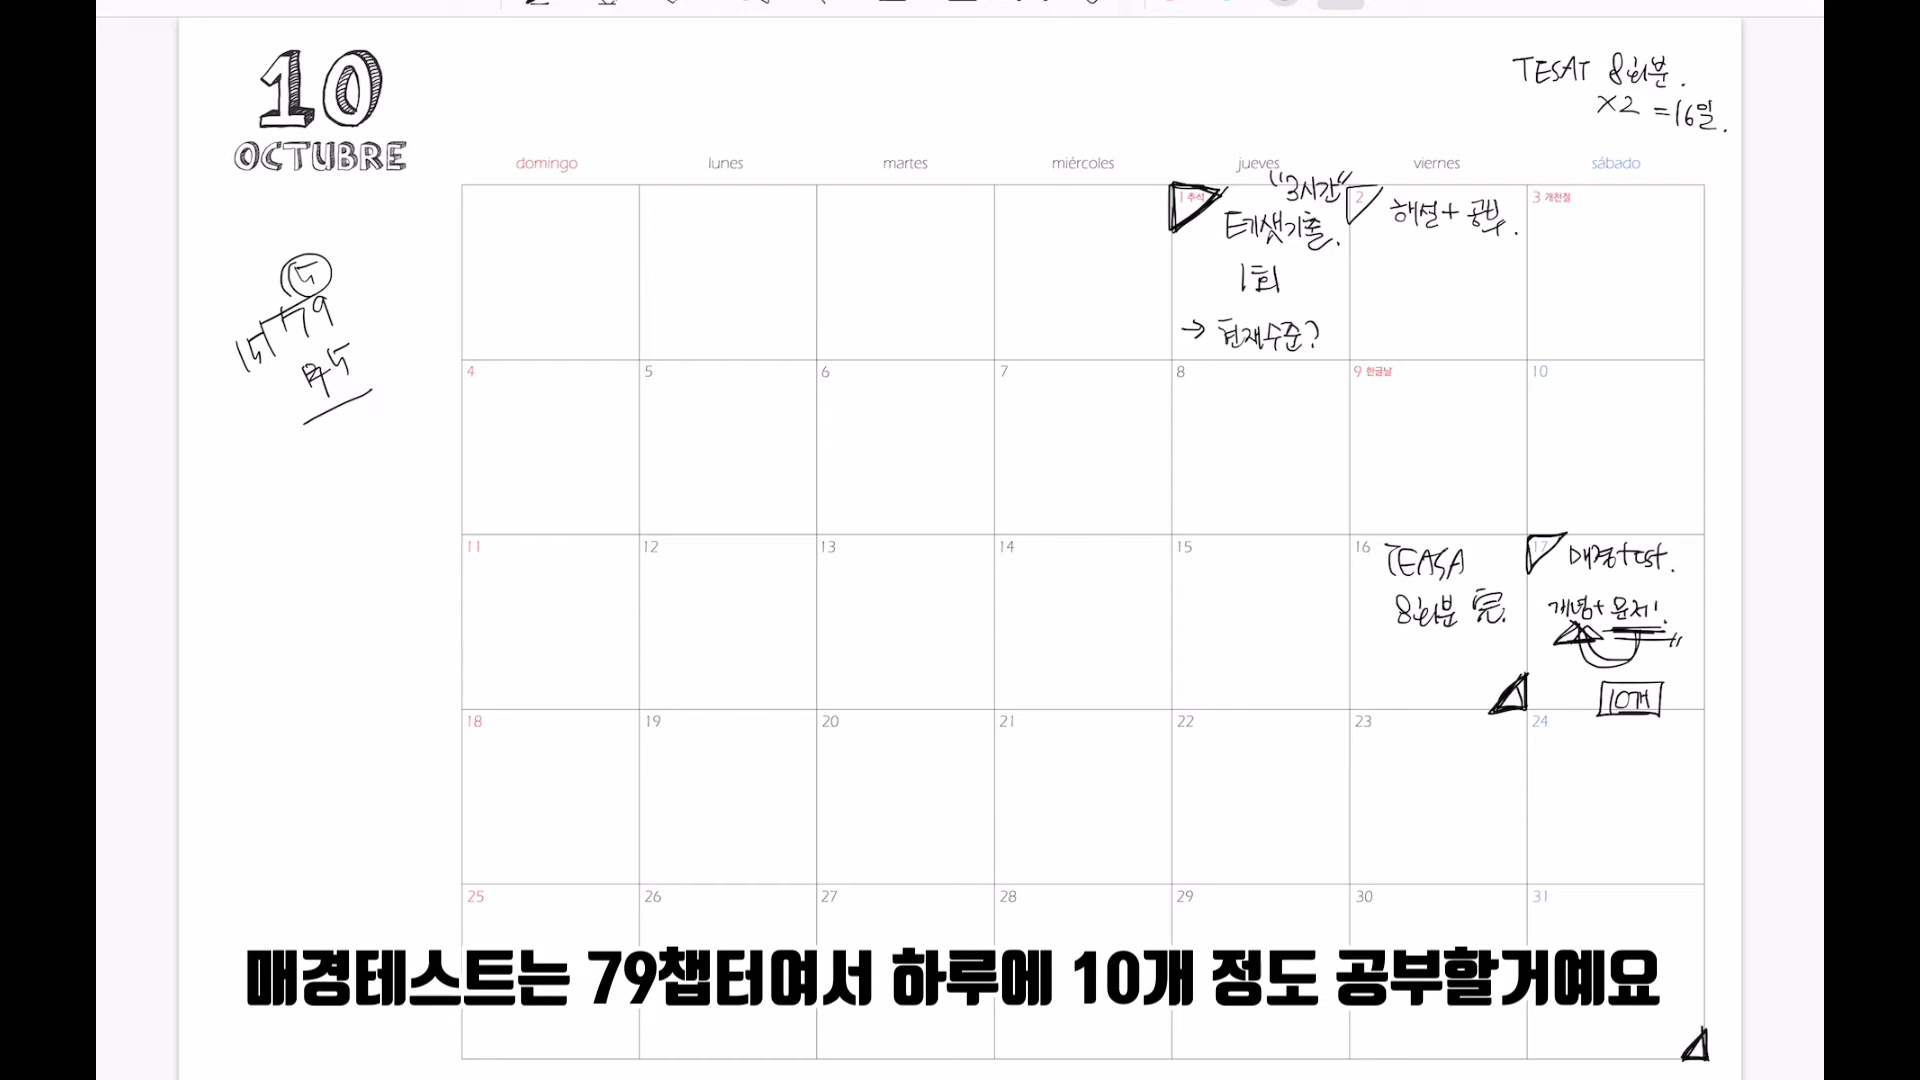 10
OCTUBRE
TESAT 8회분.
×2 =16일.
domingo lunes martes miércoles jueves viernes sábado
"3시간"
1 추석
테샛기출.
1회
→ 현재수준?
2
해설+ 공부.
3 개천절
5
15 79
75
4 5 6 7 8 9 한글날 10
11 12 13 14 15 16 17
TEASA
8회분 完.
매경test.
개념+ 문제!
10개
18 19 20 21 22 23 24
25 26 27 28 29 30 31
매경테스트는 79챕터여서 하루에 10개 정도 공부할거예요